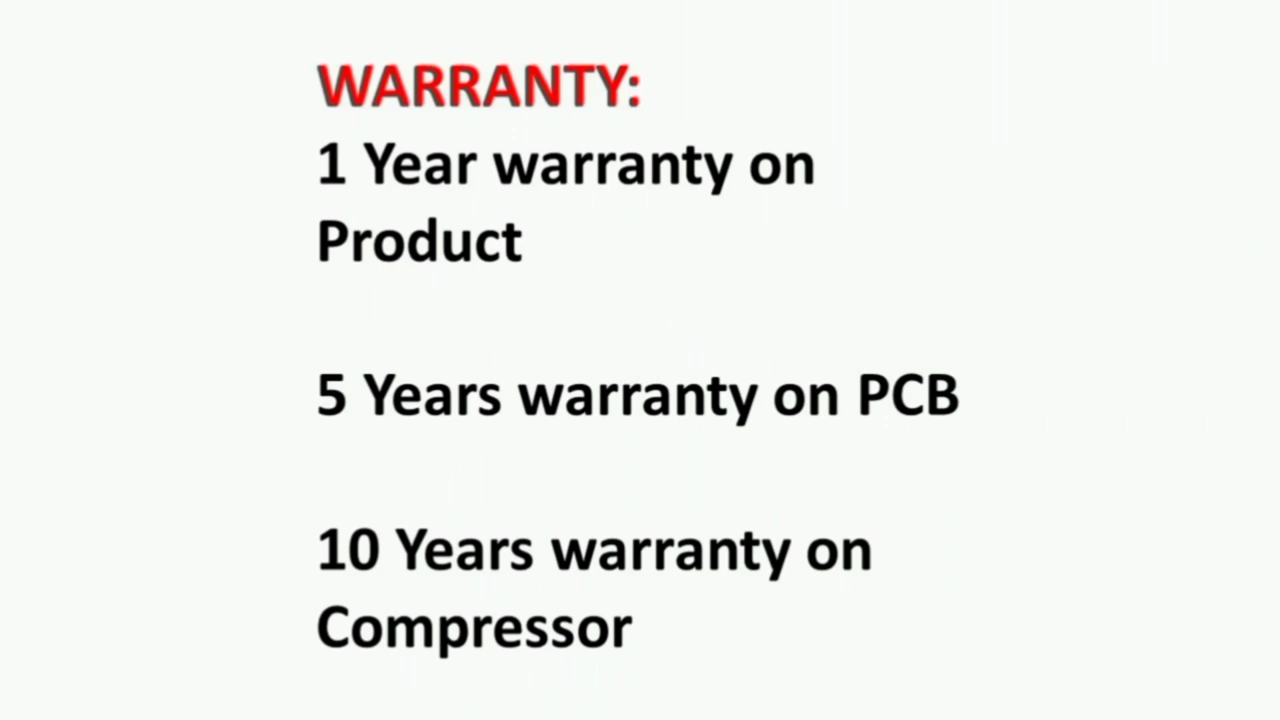 WARRANTY:
1 Year warranty on
Product
5 Years warranty on PCB
10 Years warranty on
Compressor